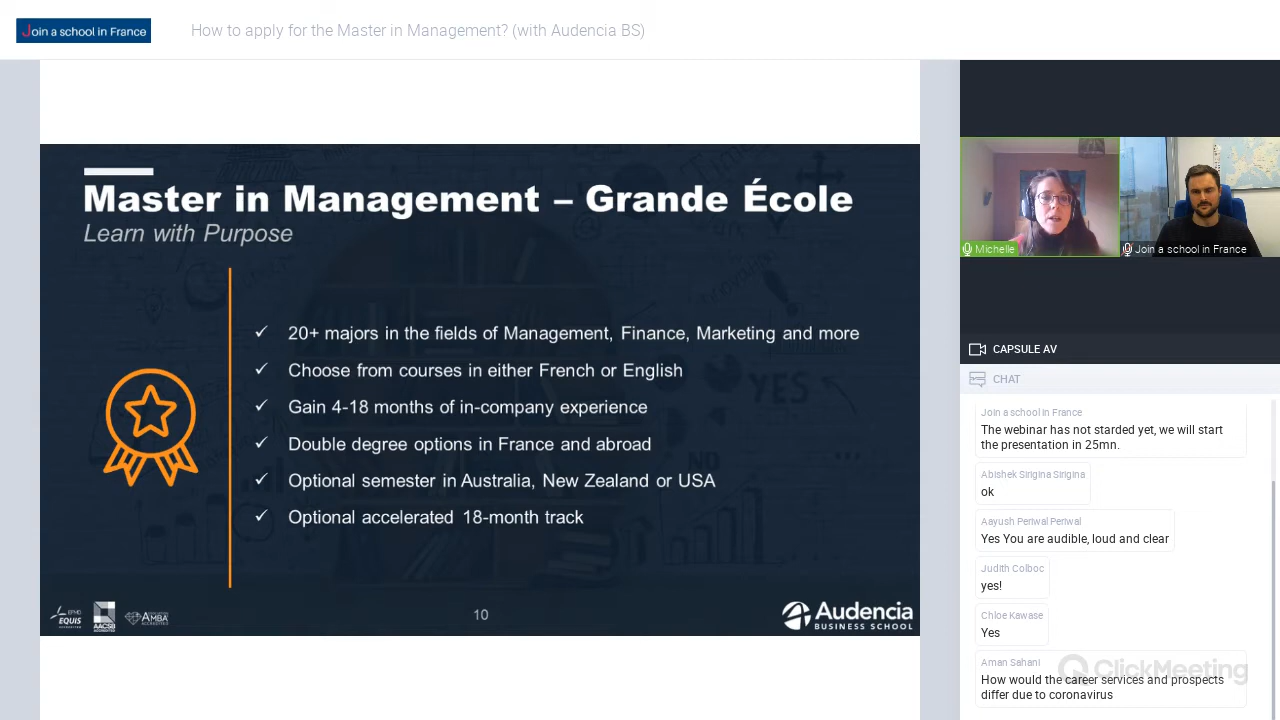 Join a school in France
How to apply for the Master in Management? (with Audencia BS)
Master in Management – Grande École
Learn with Purpose
✓ 20+ majors in the fields of Management, Finance, Marketing and more
✓ Choose from courses in either French or English
✓ Gain 4-18 months of in-company experience
✓ Double degree options in France and abroad
✓ Optional semester in Australia, New Zealand or USA
✓ Optional accelerated 18-month track
YES
NO
EFMD
EQUIS
AACSB
ACCREDITED
AMBA
ACCREDITED
10
Audencia
BUSINESS SCHOOL
Michelle
Join a school in France
CAPSULE AV
CHAT
Join a school in France
The webinar has not starded yet, we will start
the presentation in 25mn.
Abishek Sirigina Sirigina
ok
Aayush Periwal Periwal
Yes You are audible, loud and clear
Judith Colboc
yes!
Chloe Kawase
Yes
Aman Sahani
How would the career services and prospects
differ due to coronavirus
ClickMeeting